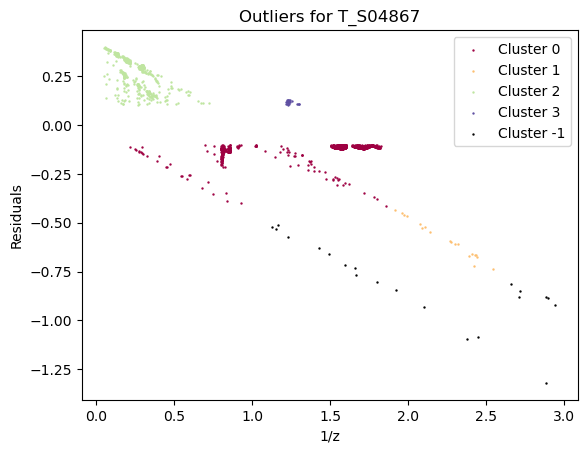 Outliers for T_S04867
Cluster 0
Cluster 1
Cluster 2
Cluster 3
Cluster -1
Residuals
0.25
0.00
−0.25
−0.50
−0.75
−1.00
−1.25
0.0 0.5 1.0 1.5 2.0 2.5 3.0
1/z